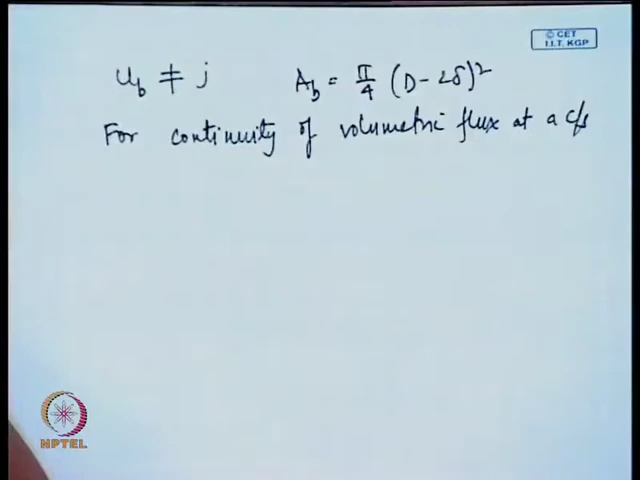 © CET
I.I.T. KGP
u_b ≠ j A_b = π/4 (D - 2δ)²
For continuity of volumetric flux at a c/s
NPTEL